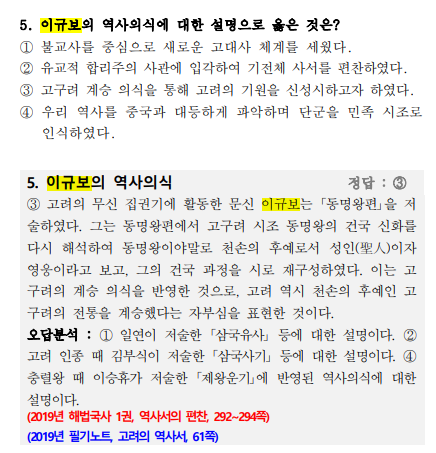 5. 이규보의 역사의식에 대한 설명으로 옳은 것은?
① 불교사를 중심으로 새로운 고대사 체계를 세웠다.
② 유교적 합리주의 사관에 입각하여 기전체 사서를 편찬하였다.
③ 고구려 계승 의식을 통해 고려의 기원을 신성시하고자 하였다.
④ 우리 역사를 중국과 대등하게 파악하며 단군을 민족 시조로
인식하였다.
5. 이규보의 역사의식 정답 : ③
③ 고려의 무신 집권기에 활동한 문신 이규보는 「동명왕편」을 저
술하였다. 그는 동명왕편에서 고구려 시조 동명왕의 건국 신화를
다시 해석하여 동명왕이야말로 천손의 후예로서 성인(聖人)이자
영웅이라고 보고, 그의 건국 과정을 시로 재구성하였다. 이는 고
구려의 계승 의식을 반영한 것으로, 고려 역시 천손의 후예인 고
구려의 전통을 계승했다는 자부심을 표현한 것이다.
오답분석 : ① 일연이 저술한 「삼국유사」 등에 대한 설명이다. ②
고려 인종 때 김부식이 저술한 「삼국사기」 등에 대한 설명이다. ④
충렬왕 때 이승휴가 저술한 「제왕운기」에 반영된 역사의식에 대한
설명이다.
(2019년 해법국사 1권, 역사서의 편찬, 292~294쪽)
(2019년 필기노트, 고려의 역사서, 61쪽)